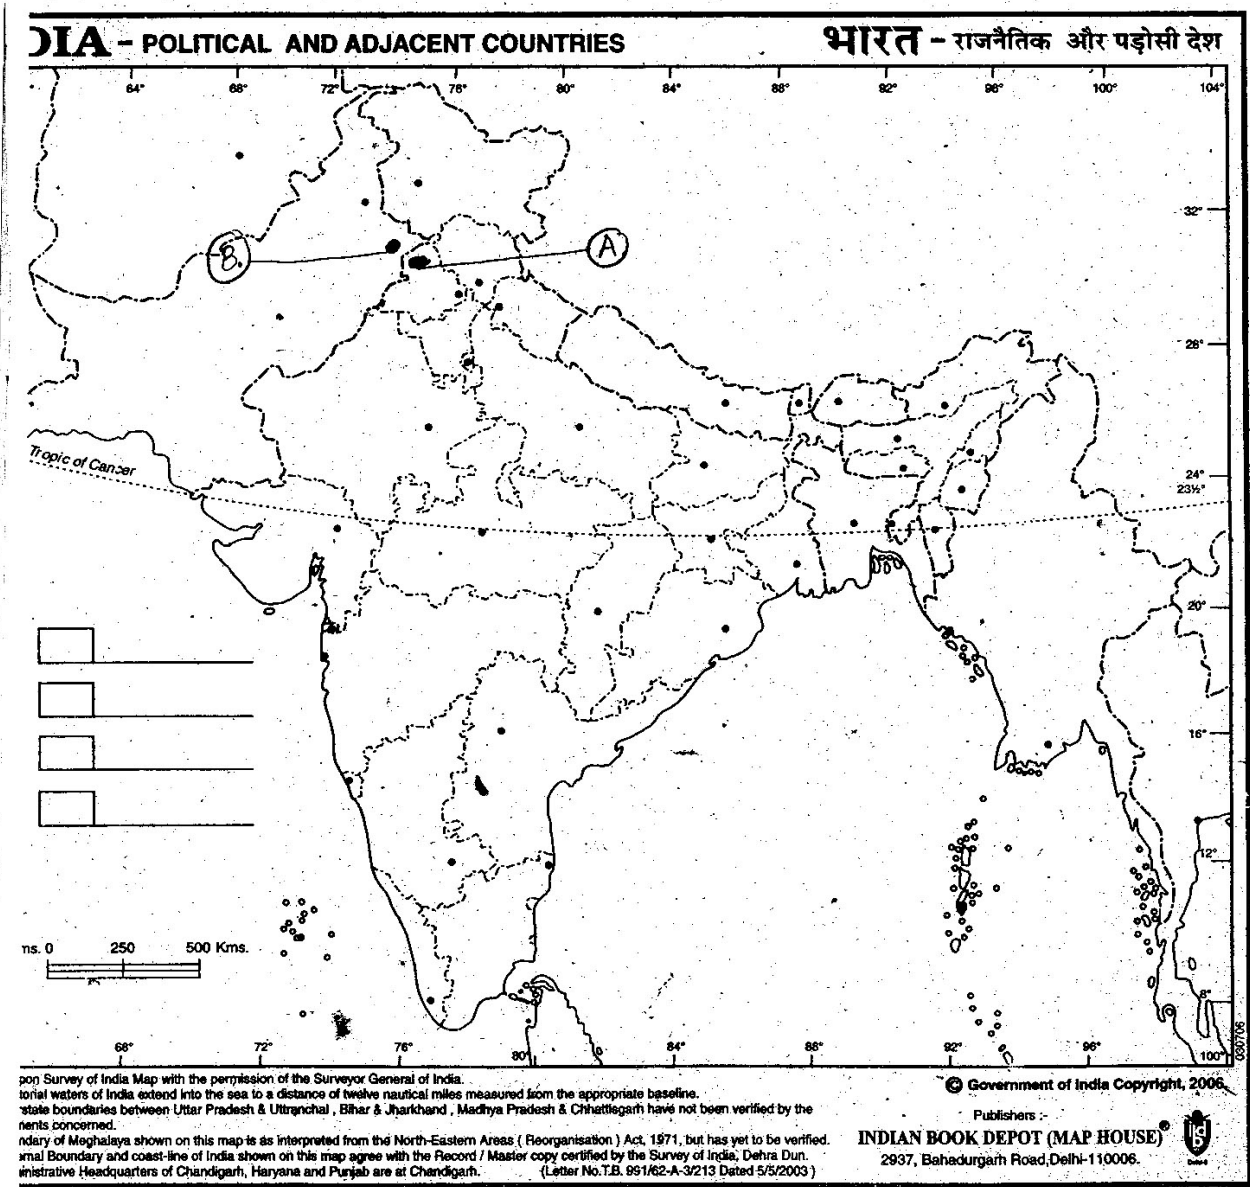 DIA – POLITICAL AND ADJACENT COUNTRIES
भारत – राजनैतिक और पड़ोसी देश
64° 68° 72° 76° 80° 84° 88° 92° 96° 100° 104°
32°
B.
A
28°
Tropic of Cancer
24°
23½°
20°
16°
12°
ms. 0 250 500 Kms.
8°
68° 72° 76° 80° 84° 88° 92° 96° 100°
030706
pon Survey of India Map with the permission of the Surveyor General of India.
torial waters of India extend into the sea to a distance of twelve nautical miles measured from the appropriate baseline.
state boundaries between Uttar Pradesh & Uttranchal , Bihar & Jharkhand , Madhya Pradesh & Chhattisgarh have not been verified by the
nents concerned.
ndary of Meghalaya shown on this map is as interpreted from the North-Eastern Areas ( Reorganisation ) Act, 1971, but has yet to be verified.
rnal Boundary and coast-line of India shown on this map agree with the Record / Master copy certified by the Survey of India, Dehra Dun.
inistrative Headquarters of Chandigarh, Haryana and Punjab are at Chandigarh. (Letter No.T.B. 991/62-A-3/213 Dated 5/5/2003 )
© Government of India Copyright, 2006.
Publishers :-
INDIAN BOOK DEPOT (MAP HOUSE)®
2937, Bahadurgarh Road,Delhi-110006.